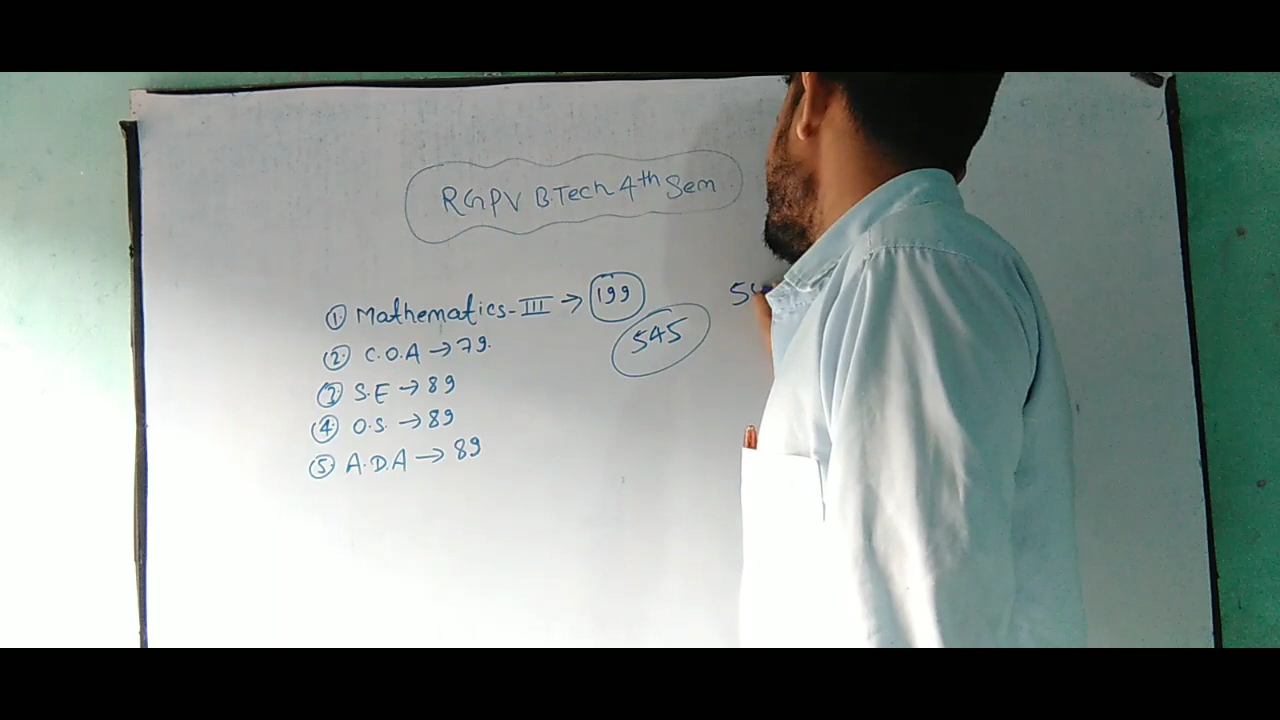 RGPV B.Tech 4th Sem.
① Mathematics-III → 199
545
② C.O.A → 79.
③ S.E → 89
④ O.S. → 89
⑤ A.D.A → 89